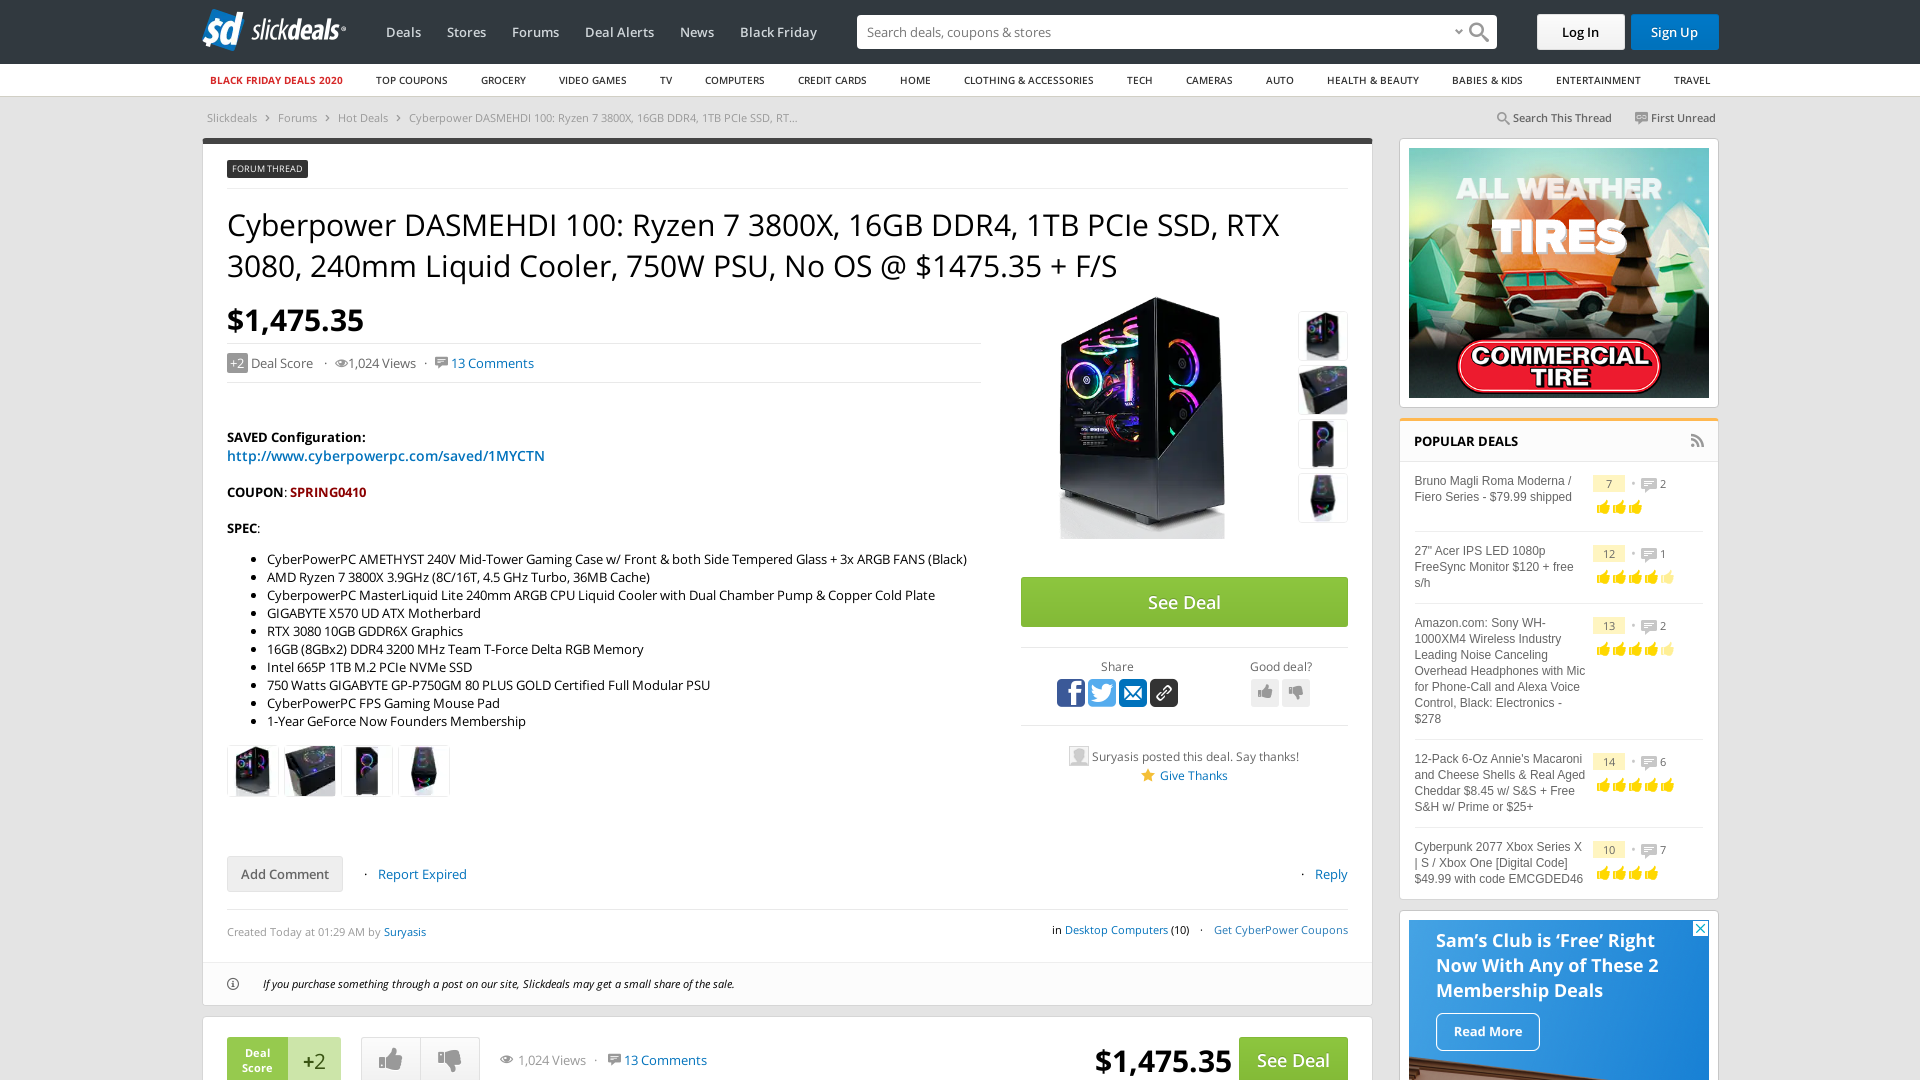 sd slickdeals
Deals Stores Forums Deal Alerts News Black Friday
Search deals, coupons & stores
Log In
Sign Up
BLACK FRIDAY DEALS 2020 TOP COUPONS GROCERY VIDEO GAMES TV COMPUTERS CREDIT CARDS HOME CLOTHING & ACCESSORIES TECH CAMERAS AUTO HEALTH & BEAUTY BABIES & KIDS ENTERTAINMENT TRAVEL
Slickdeals > Forums > Hot Deals > Cyberpower DASMEHDI 100: Ryzen 7 3800X, 16GB DDR4, 1TB PCIe SSD, RT...
Search This Thread
First Unread
FORUM THREAD
Cyberpower DASMEHDI 100: Ryzen 7 3800X, 16GB DDR4, 1TB PCIe SSD, RTX
3080, 240mm Liquid Cooler, 750W PSU, No OS @ $1475.35 + F/S
$1,475.35
+2 Deal Score · 1,024 Views · 13 Comments
SAVED Configuration:
http://www.cyberpowerpc.com/saved/1MYCTN
COUPON: SPRING0410
SPEC:
• CyberPowerPC AMETHYST 240V Mid-Tower Gaming Case w/ Front & both Side Tempered Glass + 3x ARGB FANS (Black)
• AMD Ryzen 7 3800X 3.9GHz (8C/16T, 4.5 GHz Turbo, 36MB Cache)
• CyberpowerPC MasterLiquid Lite 240mm ARGB CPU Liquid Cooler with Dual Chamber Pump & Copper Cold Plate
• GIGABYTE X570 UD ATX Motherbard
• RTX 3080 10GB GDDR6X Graphics
• 16GB (8GBx2) DDR4 3200 MHz Team T-Force Delta RGB Memory
• Intel 665P 1TB M.2 PCIe NVMe SSD
• 750 Watts GIGABYTE GP-P750GM 80 PLUS GOLD Certified Full Modular PSU
• CyberPowerPC FPS Gaming Mouse Pad
• 1-Year GeForce Now Founders Membership
See Deal
Share
Good deal?
Suryasis posted this deal. Say thanks!
Give Thanks
Add Comment · Report Expired
· Reply
Created Today at 01:29 AM by Suryasis
in Desktop Computers (10) · Get CyberPower Coupons
If you purchase something through a post on our site, Slickdeals may get a small share of the sale.
Deal
Score
+2
1,024 Views · 13 Comments
$1,475.35
See Deal
ALL WEATHER
TIRES
COMMERCIAL
TIRE
POPULAR DEALS
Bruno Magli Roma Moderna /
Fiero Series - $79.99 shipped
7 · 2
27" Acer IPS LED 1080p
FreeSync Monitor $120 + free
s/h
12 · 1
Amazon.com: Sony WH-
1000XM4 Wireless Industry
Leading Noise Canceling
Overhead Headphones with Mic
for Phone-Call and Alexa Voice
Control, Black: Electronics -
$278
13 · 2
12-Pack 6-Oz Annie's Macaroni
and Cheese Shells & Real Aged
Cheddar $8.45 w/ S&S + Free
S&H w/ Prime or $25+
14 · 6
Cyberpunk 2077 Xbox Series X
| S / Xbox One [Digital Code]
$49.99 with code EMCGDED46
10 · 7
Sam's Club is 'Free' Right
Now With Any of These 2
Membership Deals
Read More